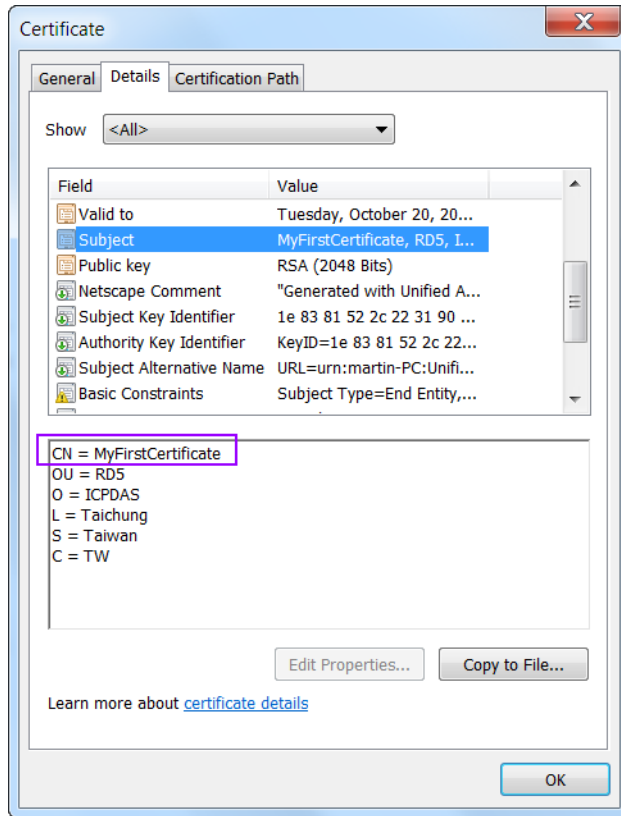 Certificate
General Details Certification Path
Show <All>
Field Value
Valid to Tuesday, October 20, 20...
Subject MyFirstCertificate, RD5, I...
Public key RSA (2048 Bits)
Netscape Comment "Generated with Unified A...
Subject Key Identifier 1e 83 81 52 2c 22 31 90 ...
Authority Key Identifier KeyID=1e 83 81 52 2c 22...
Subject Alternative Name URL=urn:martin-PC:Unifi...
Basic Constraints Subject Type=End Entity,...
CN = MyFirstCertificate
OU = RD5
O = ICPDAS
L = Taichung
S = Taiwan
C = TW
Edit Properties... Copy to File...
Learn more about certificate details
OK